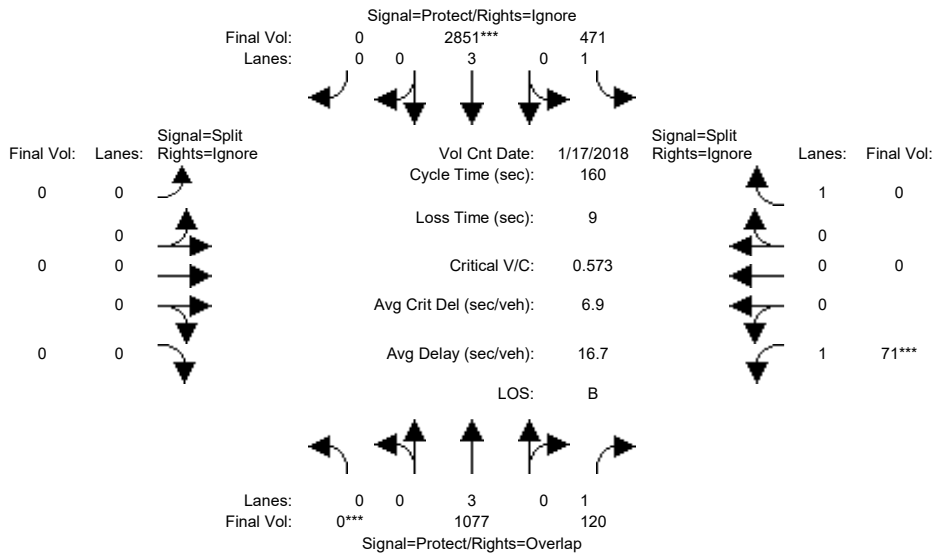 Signal=Protect/Rights=Ignore
Final Vol: 0 2851*** 471
Lanes: 0 0 3 0 1
Signal=Split Signal=Split
Final Vol: Lanes: Rights=Ignore Vol Cnt Date: 1/17/2018 Rights=Ignore Lanes: Final Vol:
Cycle Time (sec): 160
0 0 1 0
Loss Time (sec): 9
0 0
0 0 Critical V/C: 0.573 0 0
0 Avg Crit Del (sec/veh): 6.9 0
0 0 Avg Delay (sec/veh): 16.7 1 71***
LOS: B
Lanes: 0 0 3 0 1
Final Vol: 0*** 1077 120
Signal=Protect/Rights=Overlap